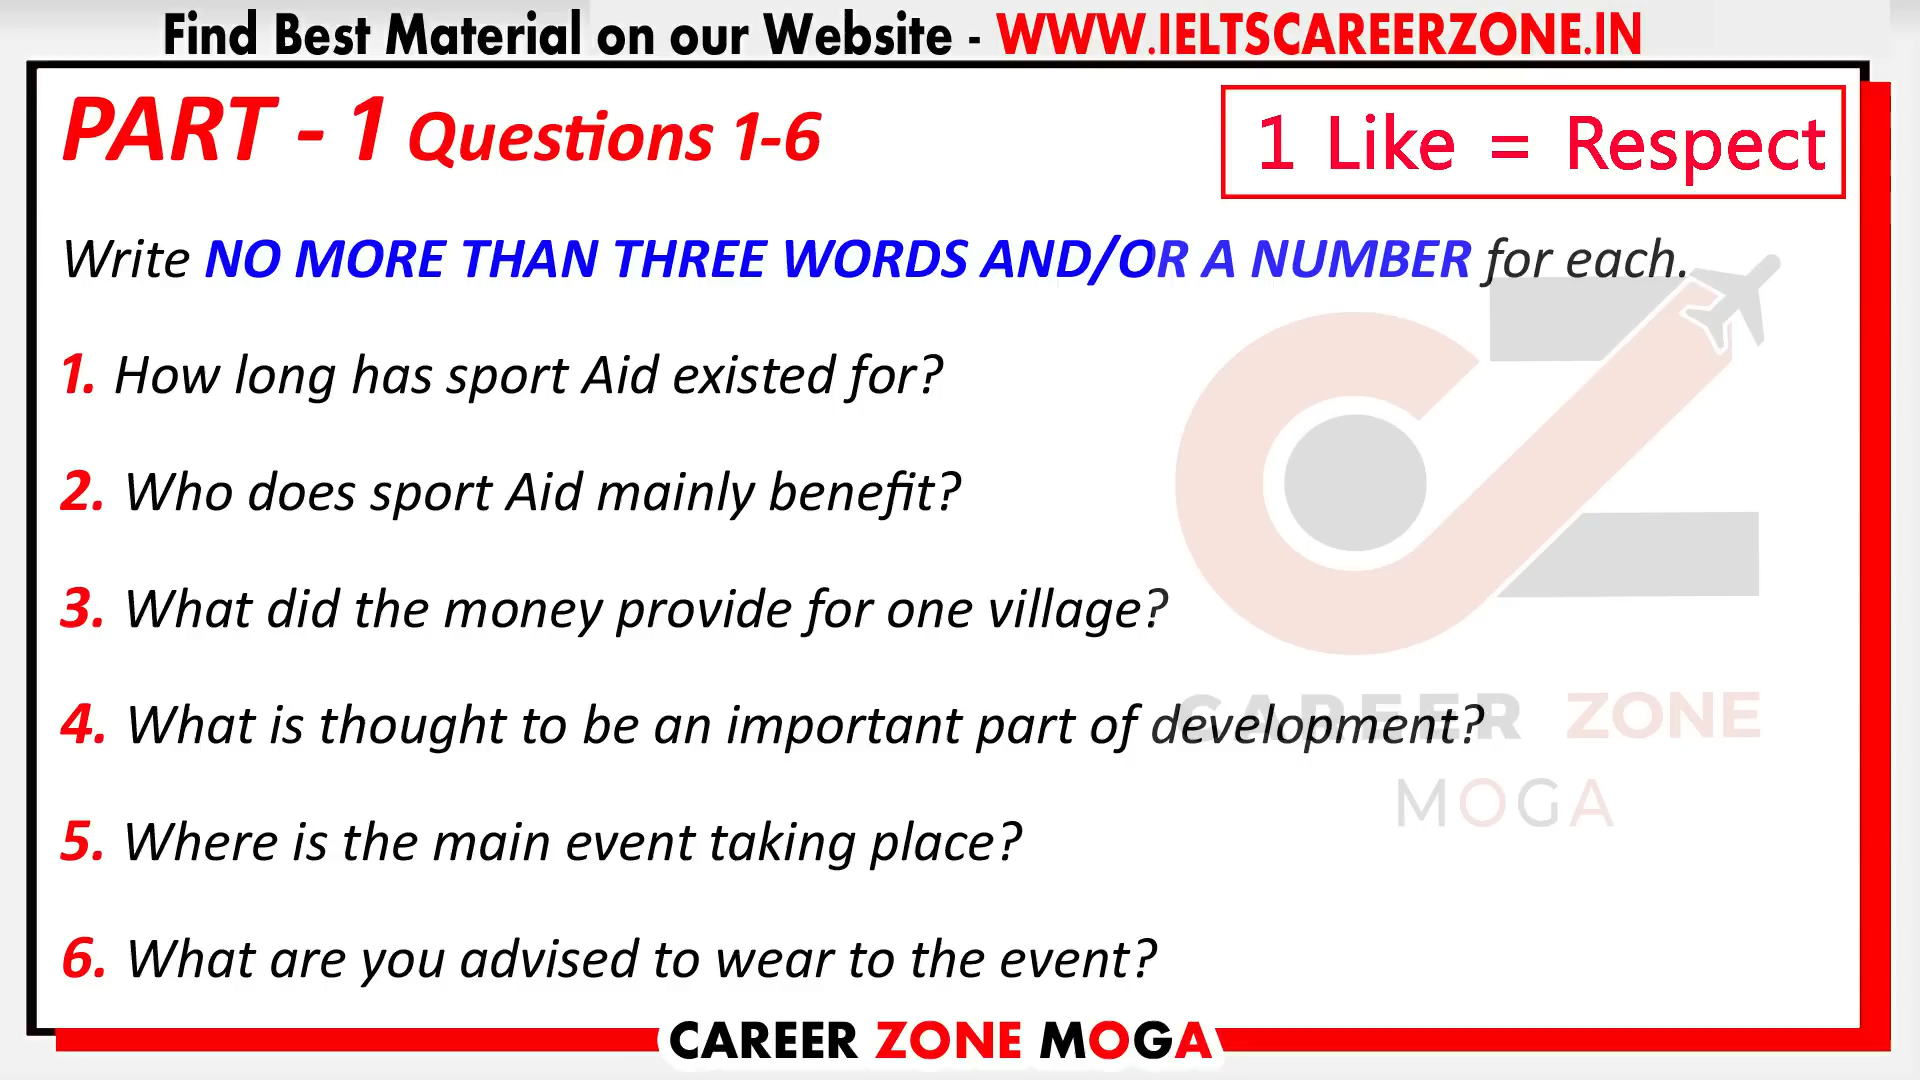 Find Best Material on our Website - WWW.IELTSCAREERZONE.IN
PART - 1 Questions 1-6
1 Like = Respect
Write NO MORE THAN THREE WORDS AND/OR A NUMBER for each.
1. How long has sport Aid existed for?
2. Who does sport Aid mainly benefit?
3. What did the money provide for one village?
4. What is thought to be an important part of development?
CAREER ZONE
MOGA
5. Where is the main event taking place?
6. What are you advised to wear to the event?
CAREER ZONE MOGA